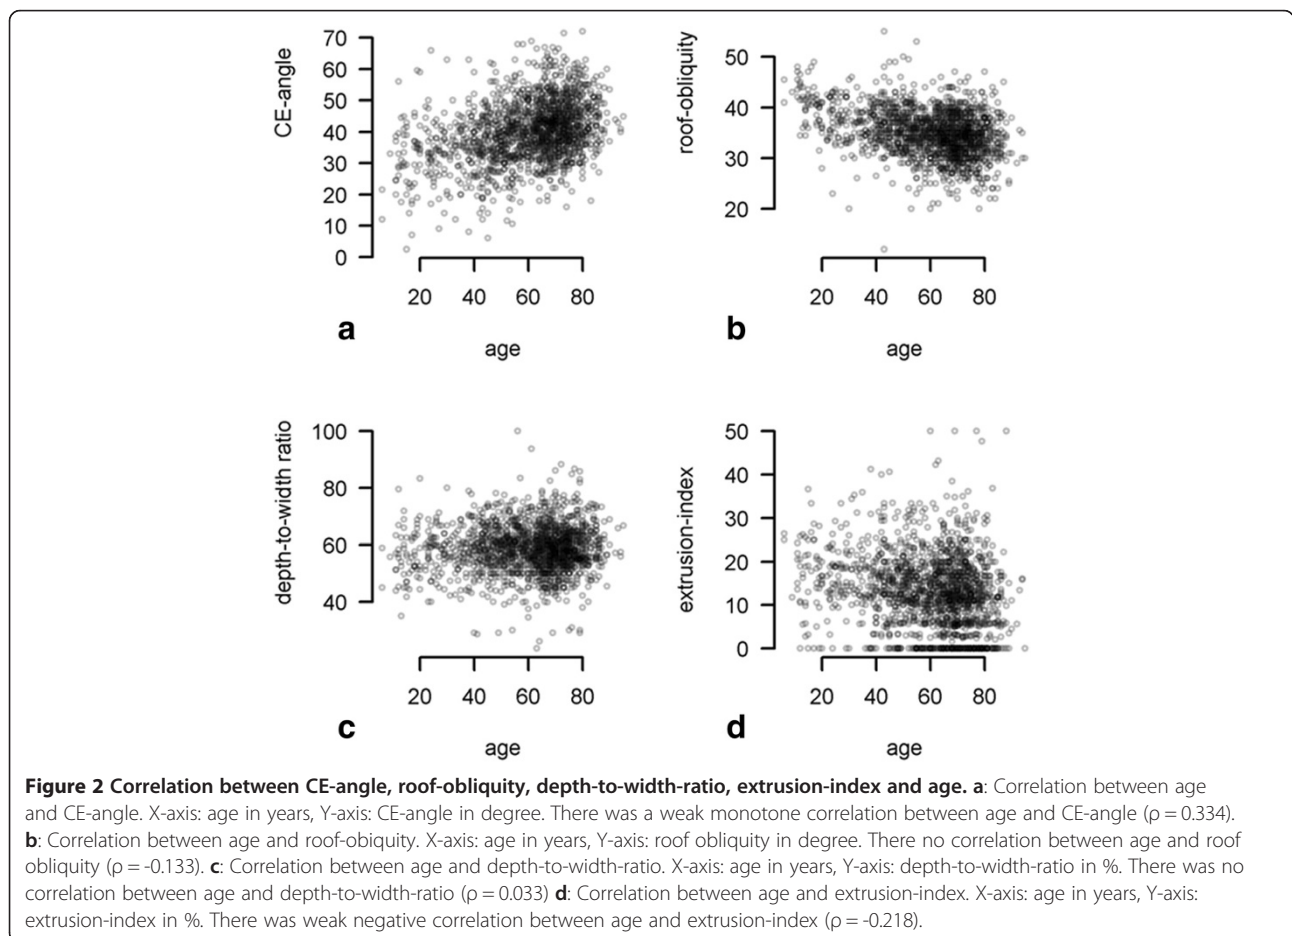 70
60
50
40
30
20
10
0
CE-angle
20 40 60 80
a
age
50
40
30
20
roof-obliquity
20 40 60 80
b
age
100
80
60
40
depth-to-width ratio
20 40 60 80
c
age
50
40
30
20
10
0
extrusion-index
20 40 60 80
d
age
Figure 2 Correlation between CE-angle, roof-obliquity, depth-to-width-ratio, extrusion-index and age. a: Correlation between age
and CE-angle. X-axis: age in years, Y-axis: CE-angle in degree. There was a weak monotone correlation between age and CE-angle (ρ = 0.334).
b: Correlation between age and roof-obiquity. X-axis: age in years, Y-axis: roof obliquity in degree. There no correlation between age and roof
obliquity (ρ = -0.133). c: Correlation between age and depth-to-width-ratio. X-axis: age in years, Y-axis: depth-to-width-ratio in %. There was no
correlation between age and depth-to-width-ratio (ρ = 0.033) d: Correlation between age and extrusion-index. X-axis: age in years, Y-axis:
extrusion-index in %. There was weak negative correlation between age and extrusion-index (ρ = -0.218).